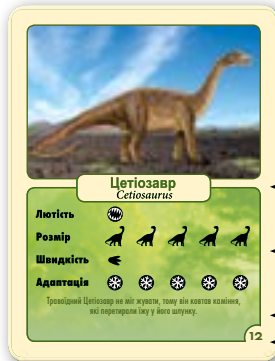 Цетіозавр
Cetiosaurus
Лютість
Розмір
Швидкість
Адаптація
Травоїдний Цетіозавр не міг жувати, тому він ковтав каміння,
які перетирали їжу у його шлунку.
12